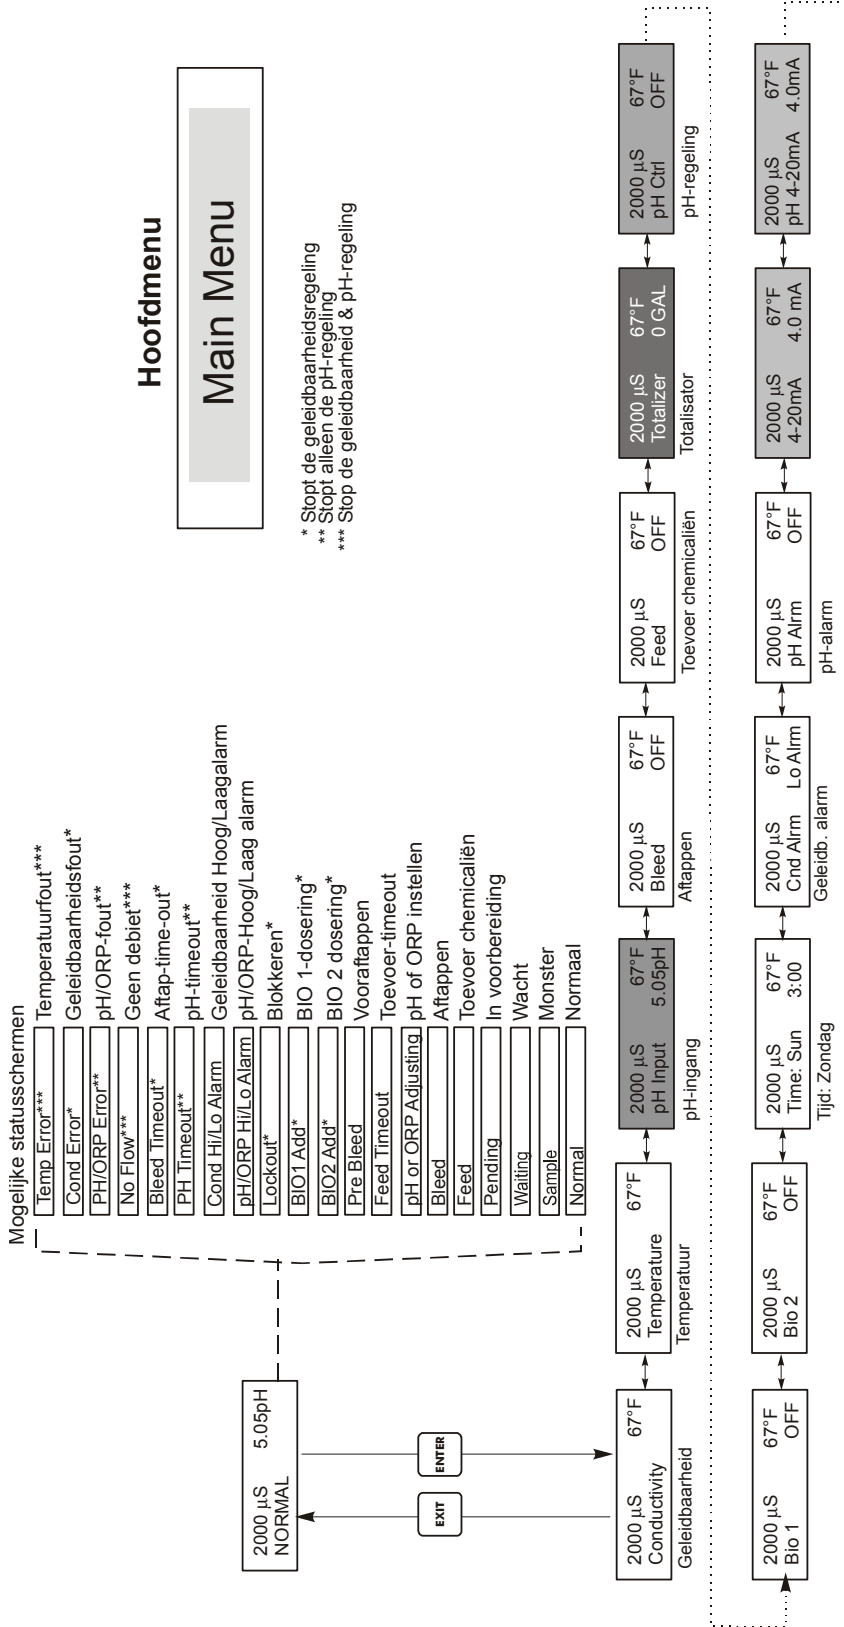 Hoofdmenu
Main Menu
* Stopt de geleidbaarheidsregeling
** Stopt alleen de pH-regeling
*** Stop de geleidbaarheid & pH-regeling
Mogelijke statusschermen
Temp Error*** Temperatuurfout***
Cond Error* Geleidbaarheidsfout*
PH/ORP Error** pH/ORP-fout**
No Flow*** Geen debiet***
Bleed Timeout* Aftap-time-out*
PH Timeout** pH-timeout**
Cond Hi/Lo Alarm Geleidbaarheid Hoog/Laagalarm
pH/ORP Hi/Lo Alarm pH/ORP-Hoog/Laag alarm
Lockout* Blokkeren*
BIO1 Add* BIO 1-dosering*
BIO2 Add* BIO 2 dosering*
Pre Bleed Vooraftappen
Feed Timeout Toevoer-timeout
pH or ORP Adjusting pH of ORP instellen
Bleed Aftappen
Feed Toevoer chemicaliën
Pending In voorbereiding
Waiting Wacht
Sample Monster
Normal Normaal
2000 µS 5.05pH
NORMAL
EXIT
ENTER
2000 µS 67°F
Conductivity
Geleidbaarheid
2000 µS 67°F
Temperature
Temperatuur
2000 µS 67°F
pH Input 5.05pH
pH-ingang
2000 µS 67°F
Bleed OFF
Aftappen
2000 µS 67°F
Feed OFF
Toevoer chemicaliën
2000 µS 67°F
Totalizer 0 GAL
Totalisator
2000 µS 67°F
pH Ctrl OFF
pH-regeling
2000 µS 67°F
Bio 1 OFF
2000 µS 67°F
Bio 2 OFF
2000 µS 67°F
Time: Sun 3:00
Tijd: Zondag
2000 µS 67°F
Cnd Alrm Lo Alrm
Geleidb. alarm
2000 µS 67°F
pH Alrm OFF
pH-alarm
2000 µS 67°F
4-20mA 4.0 mA
2000 µS 67°F
pH 4-20mA 4.0mA